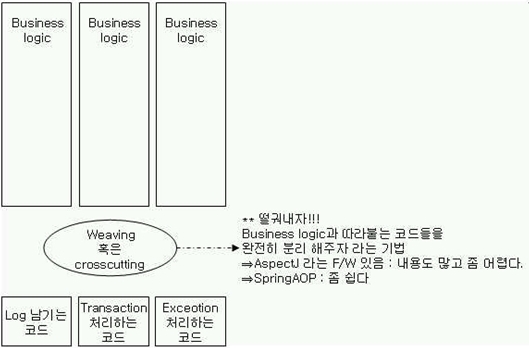 Business
logic
Business
logic
Business
logic
Weaving
혹은
crosscutting
** 떨궈내자!!!
Business logic과 따라붙는 코드들을
완전히 분리 해주자 라는 기법
⇒AspectJ 라는 F/W 있음 : 내용도 많고 좀 어렵다.
⇒SpringAOP : 좀 쉽다
Log 남기는
코드
Transaction
처리하는
코드
Exceotion
처리하는
코드